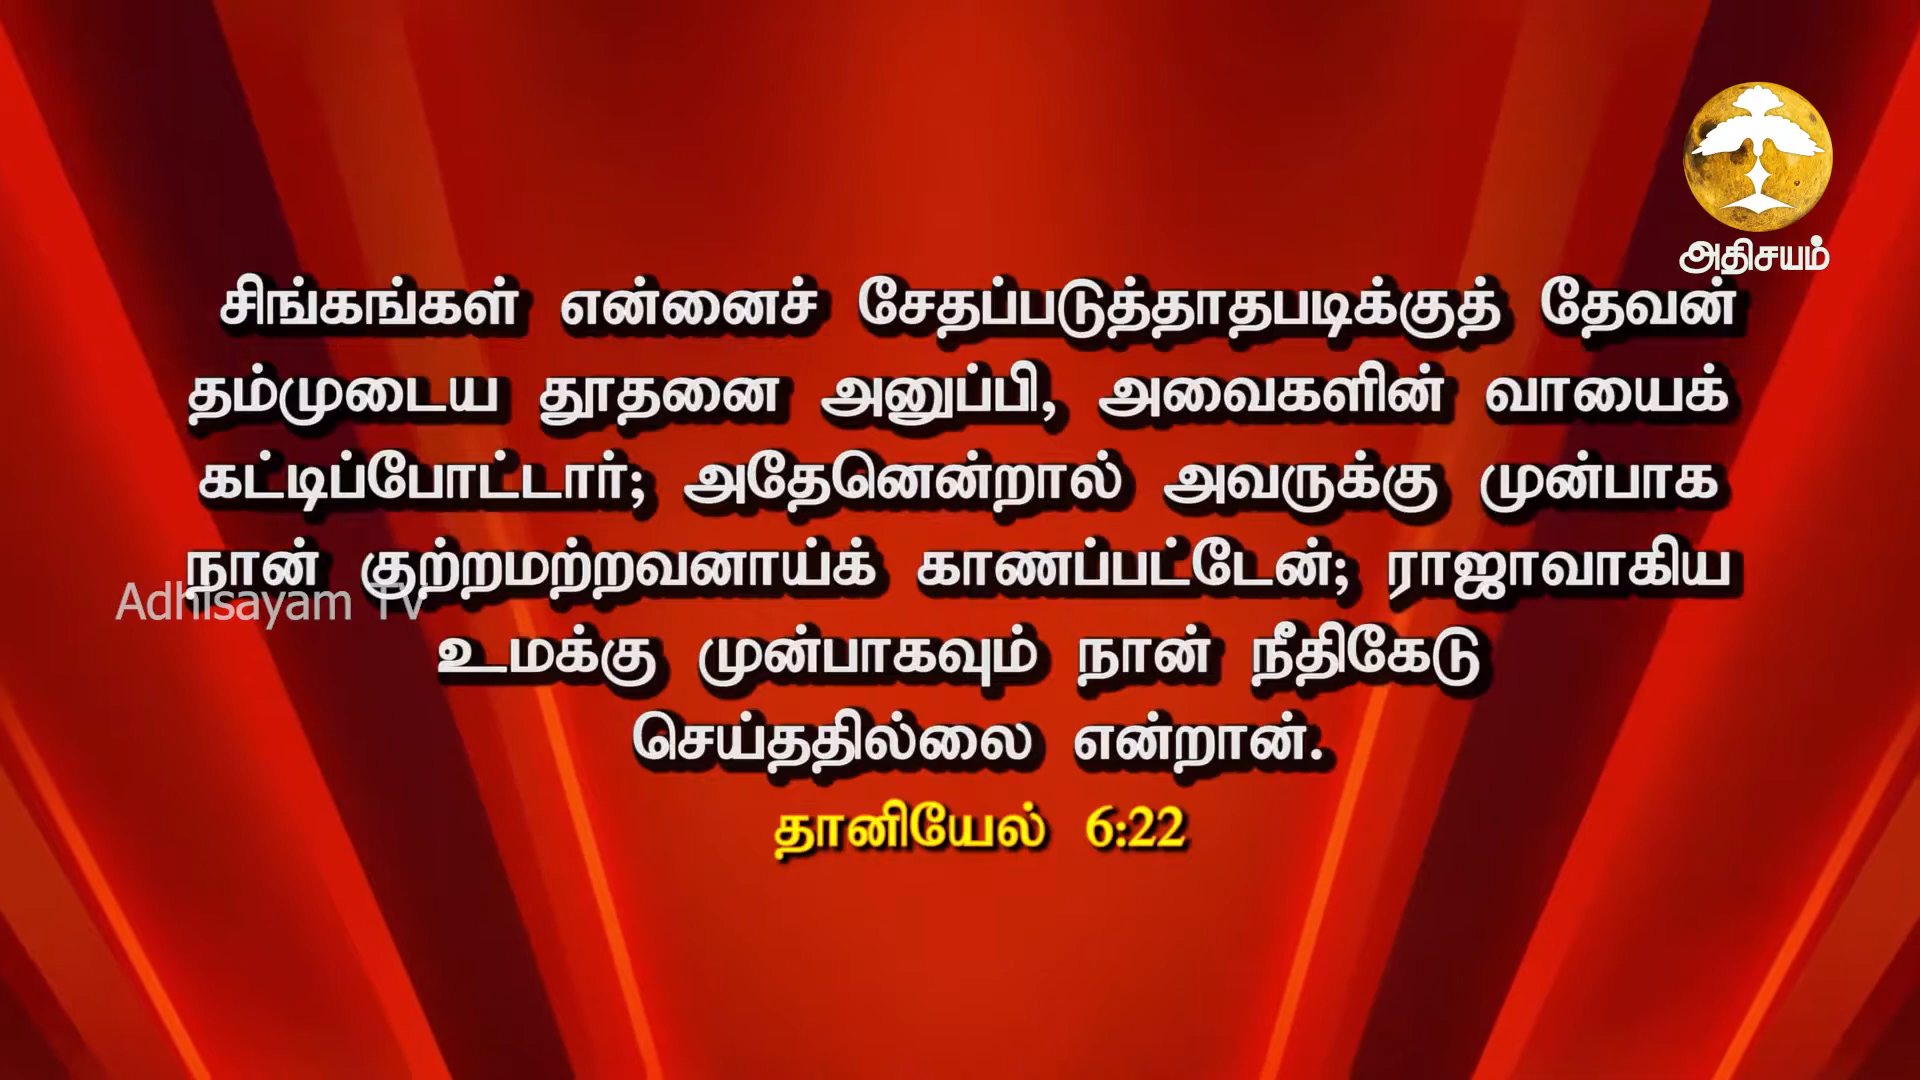 அதிசயம்
சிங்கங்கள் என்னைச் சேதப்படுத்தாதபடிக்குத் தேவன்
தம்முடைய தூதனை அனுப்பி, அவைகளின் வாயைக்
கட்டிப்போட்டார்; அதேனென்றால் அவருக்கு முன்பாக
நான் குற்றமற்றவனாய்க் காணப்பட்டேன்; ராஜாவாகிய
Adhisayam TV
உமக்கு முன்பாகவும் நான் நீதிகேடு
செய்ததில்லை என்றான்.
தானியேல் 6:22